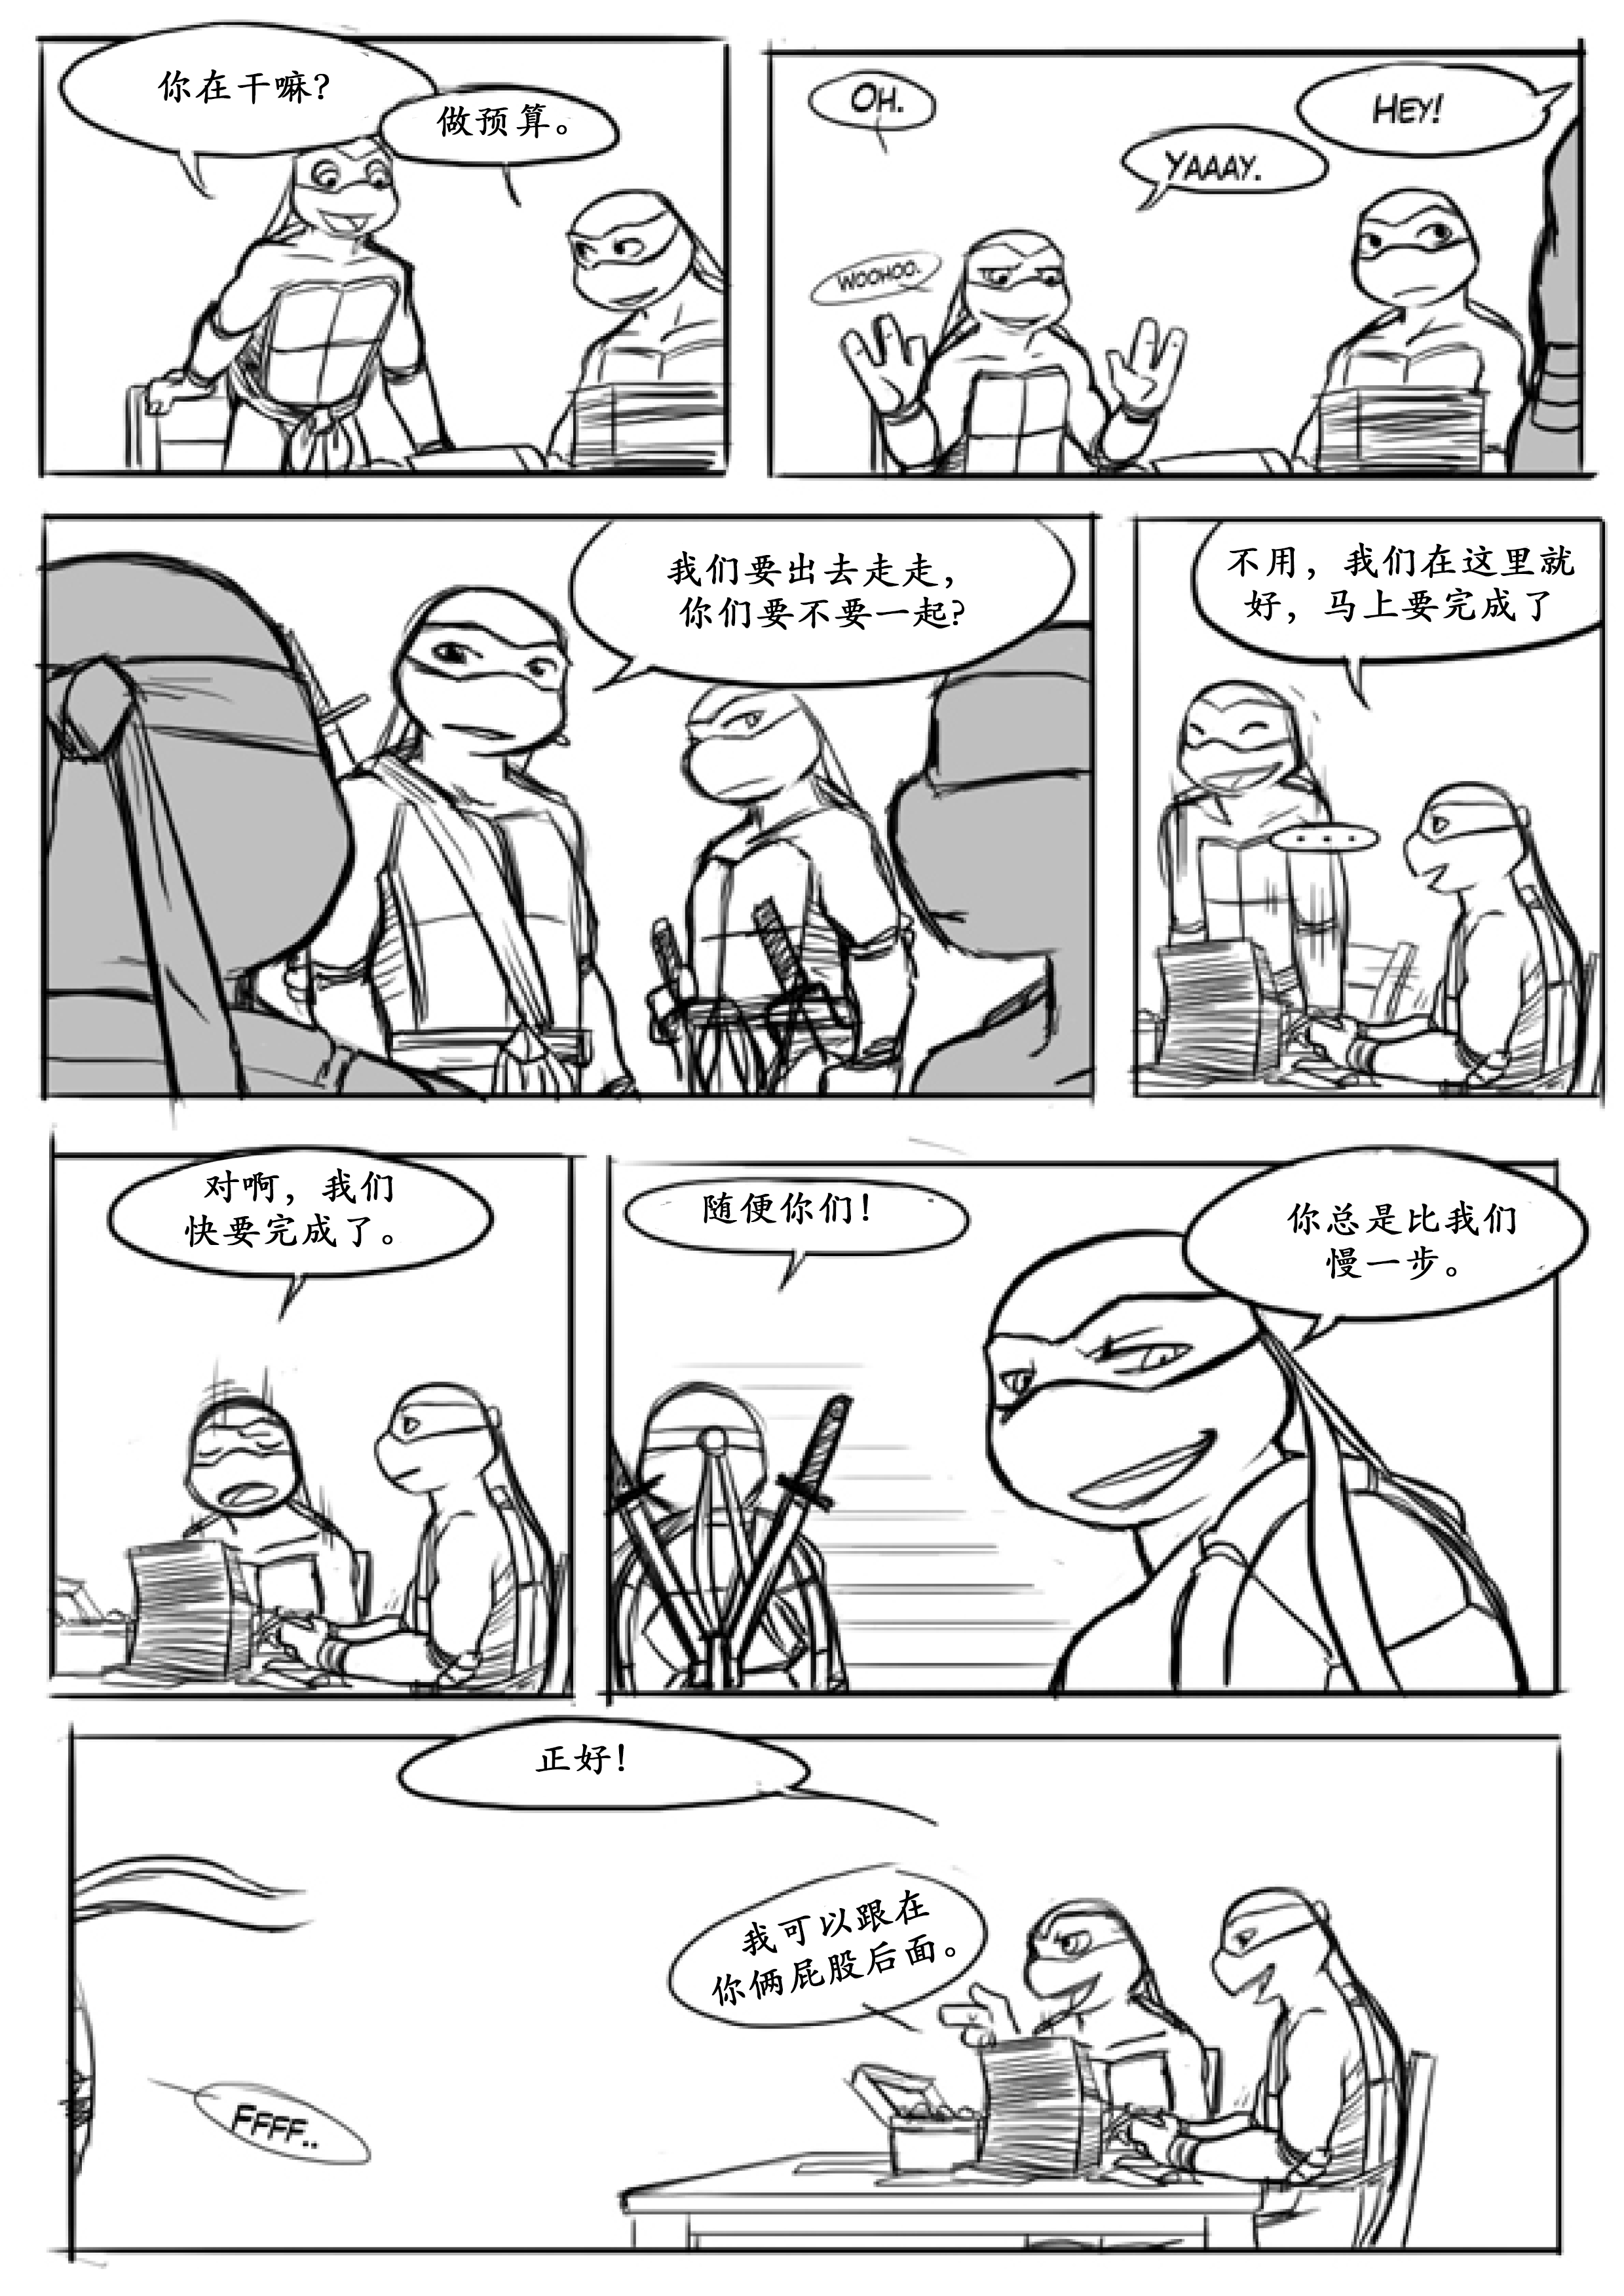 你在干嘛?
做预算。
OH.
WOOHOO.
YAAAY.
HEY!
我们要出去走走，
你们要不要一起?
不用，我们在这里就
好，马上要完成了
...
对啊，我们
快要完成了。
随便你们!
你总是比我们
慢一步。
正好!
我可以跟在
你俩屁股后面。
FFFF..